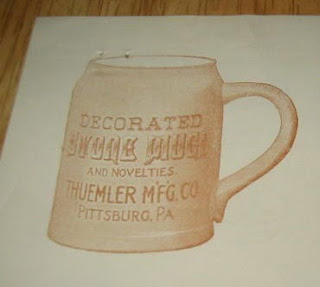 DECORATED
STONE MUGS
AND NOVELTIES.
THUEMLER M'F'G. CO.
PITTSBURG, PA